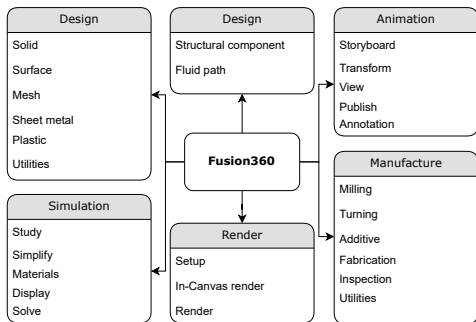 Design
Solid
Surface
Mesh
Sheet metal
Plastic
Utilities
Design
Structural component
Fluid path
Animation
Storyboard
Transform
View
Publish
Annotation
Fusion360
Simulation
Study
Simplify
Materials
Display
Solve
Render
Setup
In-Canvas render
Render
Manufacture
Milling
Turning
Additive
Fabrication
Inspection
Utilities